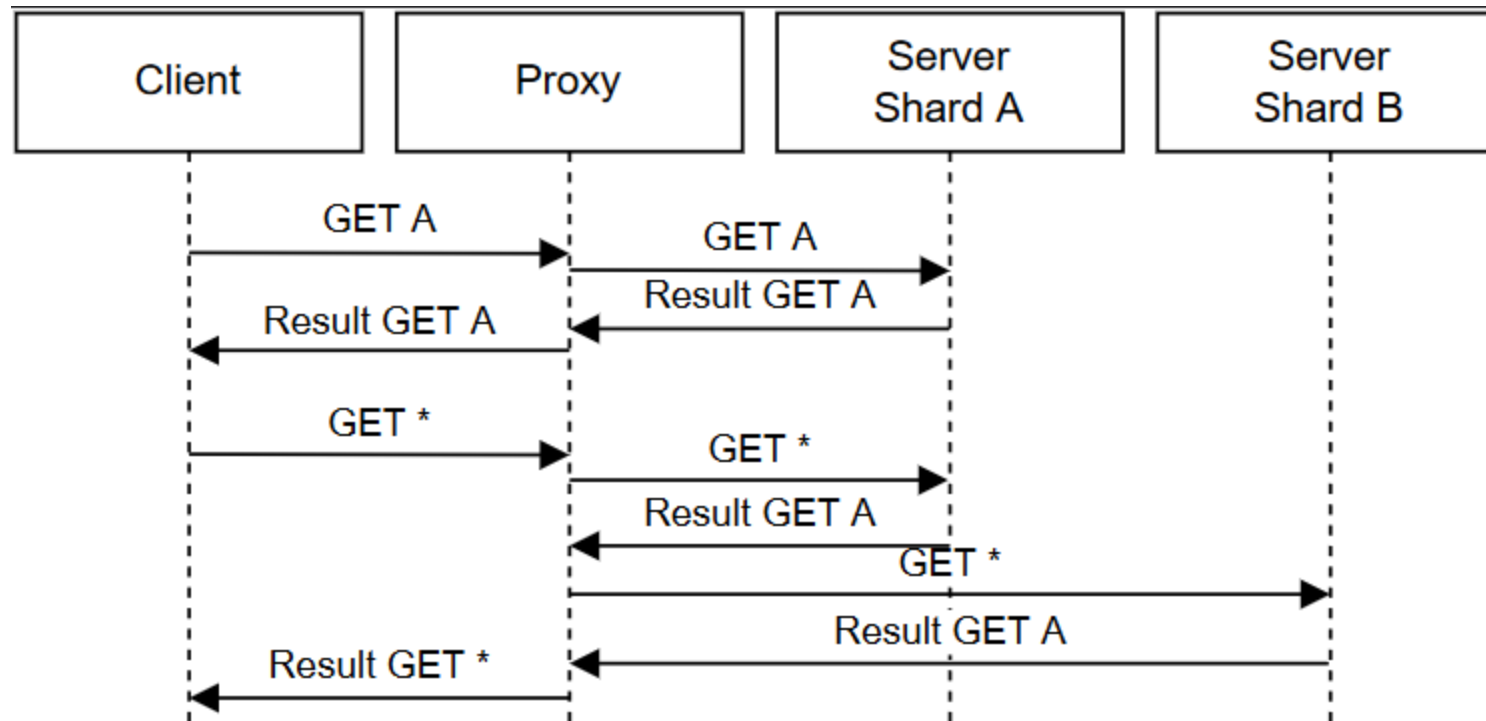 Client
Proxy
Server
Shard A
Server
Shard B
GET A
GET A
Result GET A
Result GET A
GET *
GET *
Result GET A
GET *
Result GET A
Result GET *